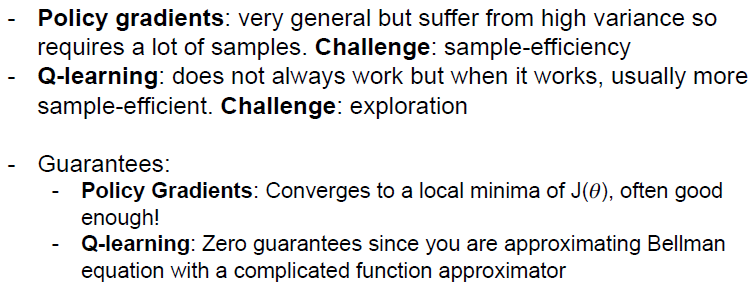 - Policy gradients: very general but suffer from high variance so
requires a lot of samples. Challenge: sample-efficiency
- Q-learning: does not always work but when it works, usually more
sample-efficient. Challenge: exploration
- Guarantees:
- Policy Gradients: Converges to a local minima of J(θ), often good
enough!
- Q-learning: Zero guarantees since you are approximating Bellman
equation with a complicated function approximator